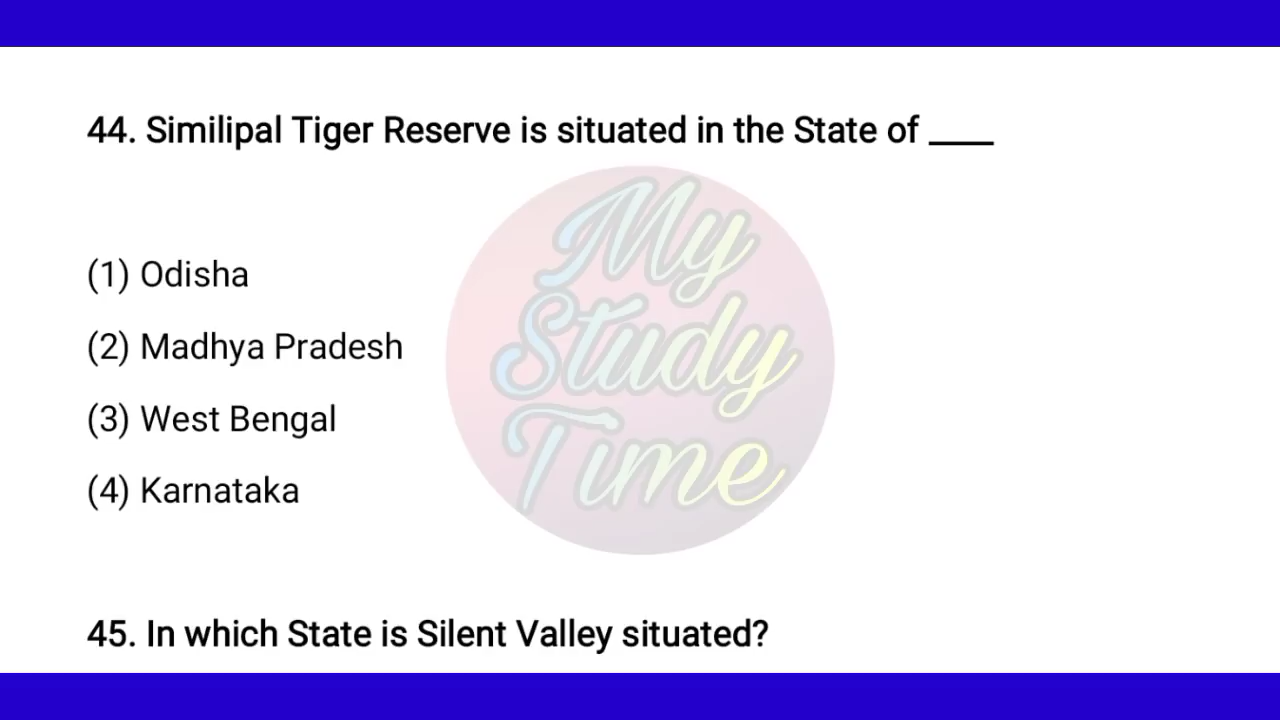 44. Similipal Tiger Reserve is situated in the State of ____
My
Study
Time
(1) Odisha
(2) Madhya Pradesh
(3) West Bengal
(4) Karnataka
45. In which State is Silent Valley situated?